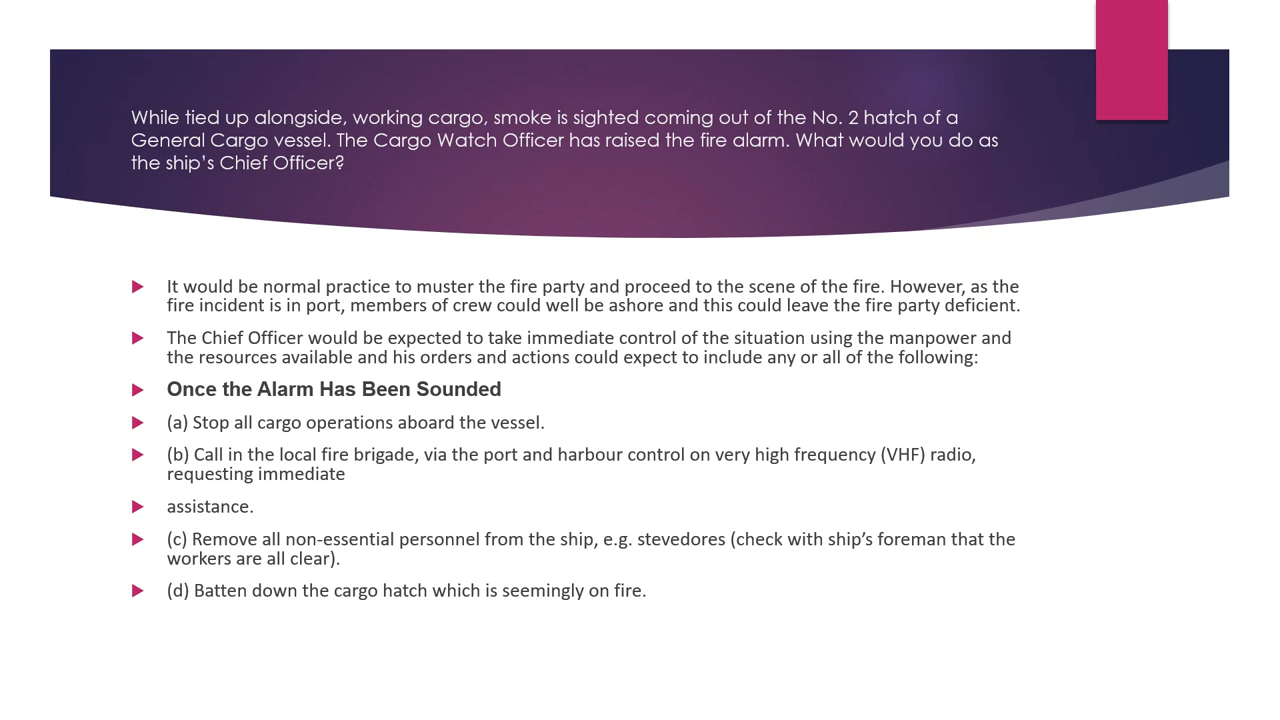 While tied up alongside, working cargo, smoke is sighted coming out of the No. 2 hatch of a
General Cargo vessel. The Cargo Watch Officer has raised the fire alarm. What would you do as
the ship’s Chief Officer?
It would be normal practice to muster the fire party and proceed to the scene of the fire. However, as the
fire incident is in port, members of crew could well be ashore and this could leave the fire party deficient.
The Chief Officer would be expected to take immediate control of the situation using the manpower and
the resources available and his orders and actions could expect to include any or all of the following:
Once the Alarm Has Been Sounded
(a) Stop all cargo operations aboard the vessel.
(b) Call in the local fire brigade, via the port and harbour control on very high frequency (VHF) radio,
requesting immediate
assistance.
(c) Remove all non-essential personnel from the ship, e.g. stevedores (check with ship’s foreman that the
workers are all clear).
(d) Batten down the cargo hatch which is seemingly on fire.